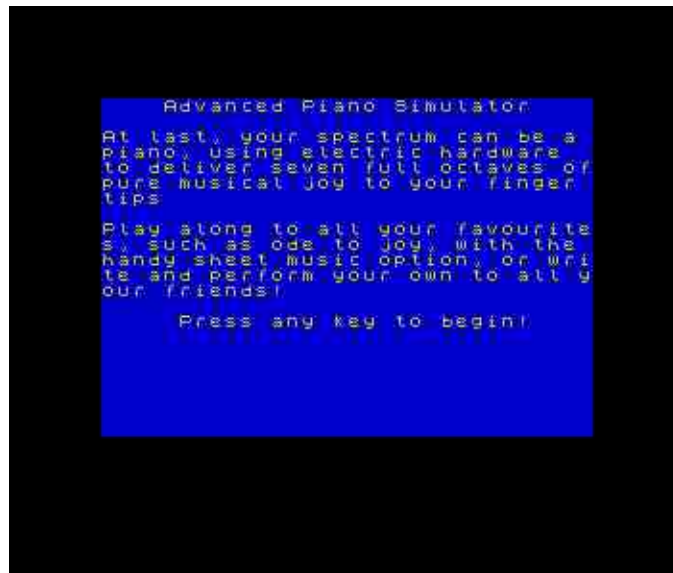 Advanced Piano Simulator
At last, your spectrum can be a
piano, using electric hardware
to deliver seven full octaves of
pure musical joy to your finger
tips
Play along to all your favourite
s, such as ode to joy, with the
handy sheet music option, or wri
te and perform your own to all y
our friends!
Press any key to begin!